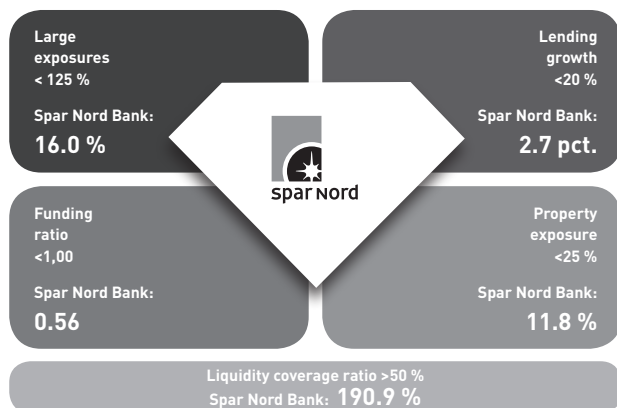 Large
exposures
< 125 %
Spar Nord Bank:
16.0 %
Lending
growth
<20 %
Spar Nord Bank:
2.7 pct.
spar nord
Funding
ratio
<1,00
Spar Nord Bank:
0.56
Property
exposure
<25 %
Spar Nord Bank:
11.8 %
Liquidity coverage ratio >50 %
Spar Nord Bank: 190.9 %